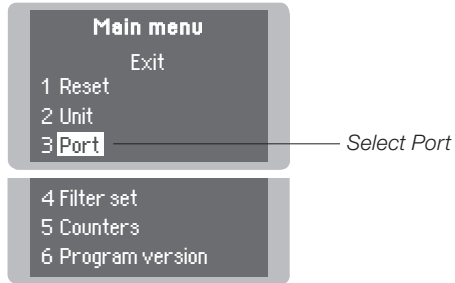 Main menu
Exit
1 Reset
2 Unit
3 Port
Select Port
4 Filter set
5 Counters
6 Program version